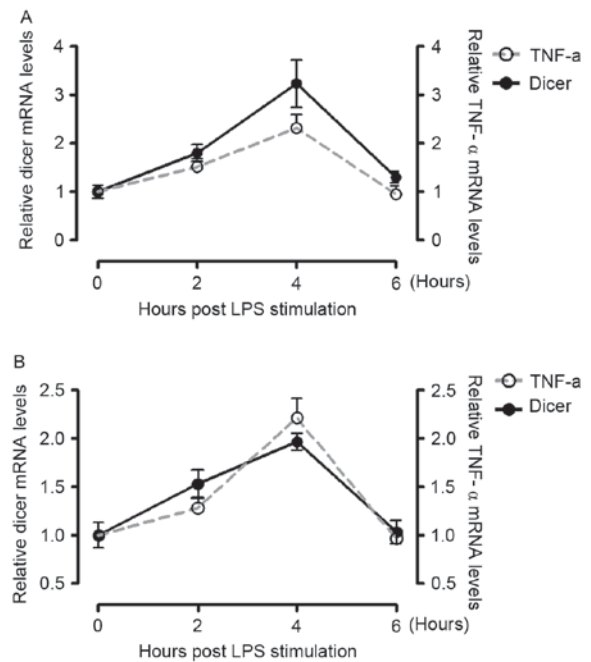 A
Relative dicer mRNA levels
4
3
2
1
0
4
3
2
1
0
Relative TNF- α mRNA levels
TNF-a
Dicer
0 2 4 6 (Hours)
Hours post LPS stimulation
B
Relative dicer mRNA levels
2.5
2.0
1.5
1.0
0.5
2.5
2.0
1.5
1.0
0.5
Relative TNF- α mRNA levels
TNF-a
Dicer
0 2 4 6 (Hours)
Hours post LPS stimulation